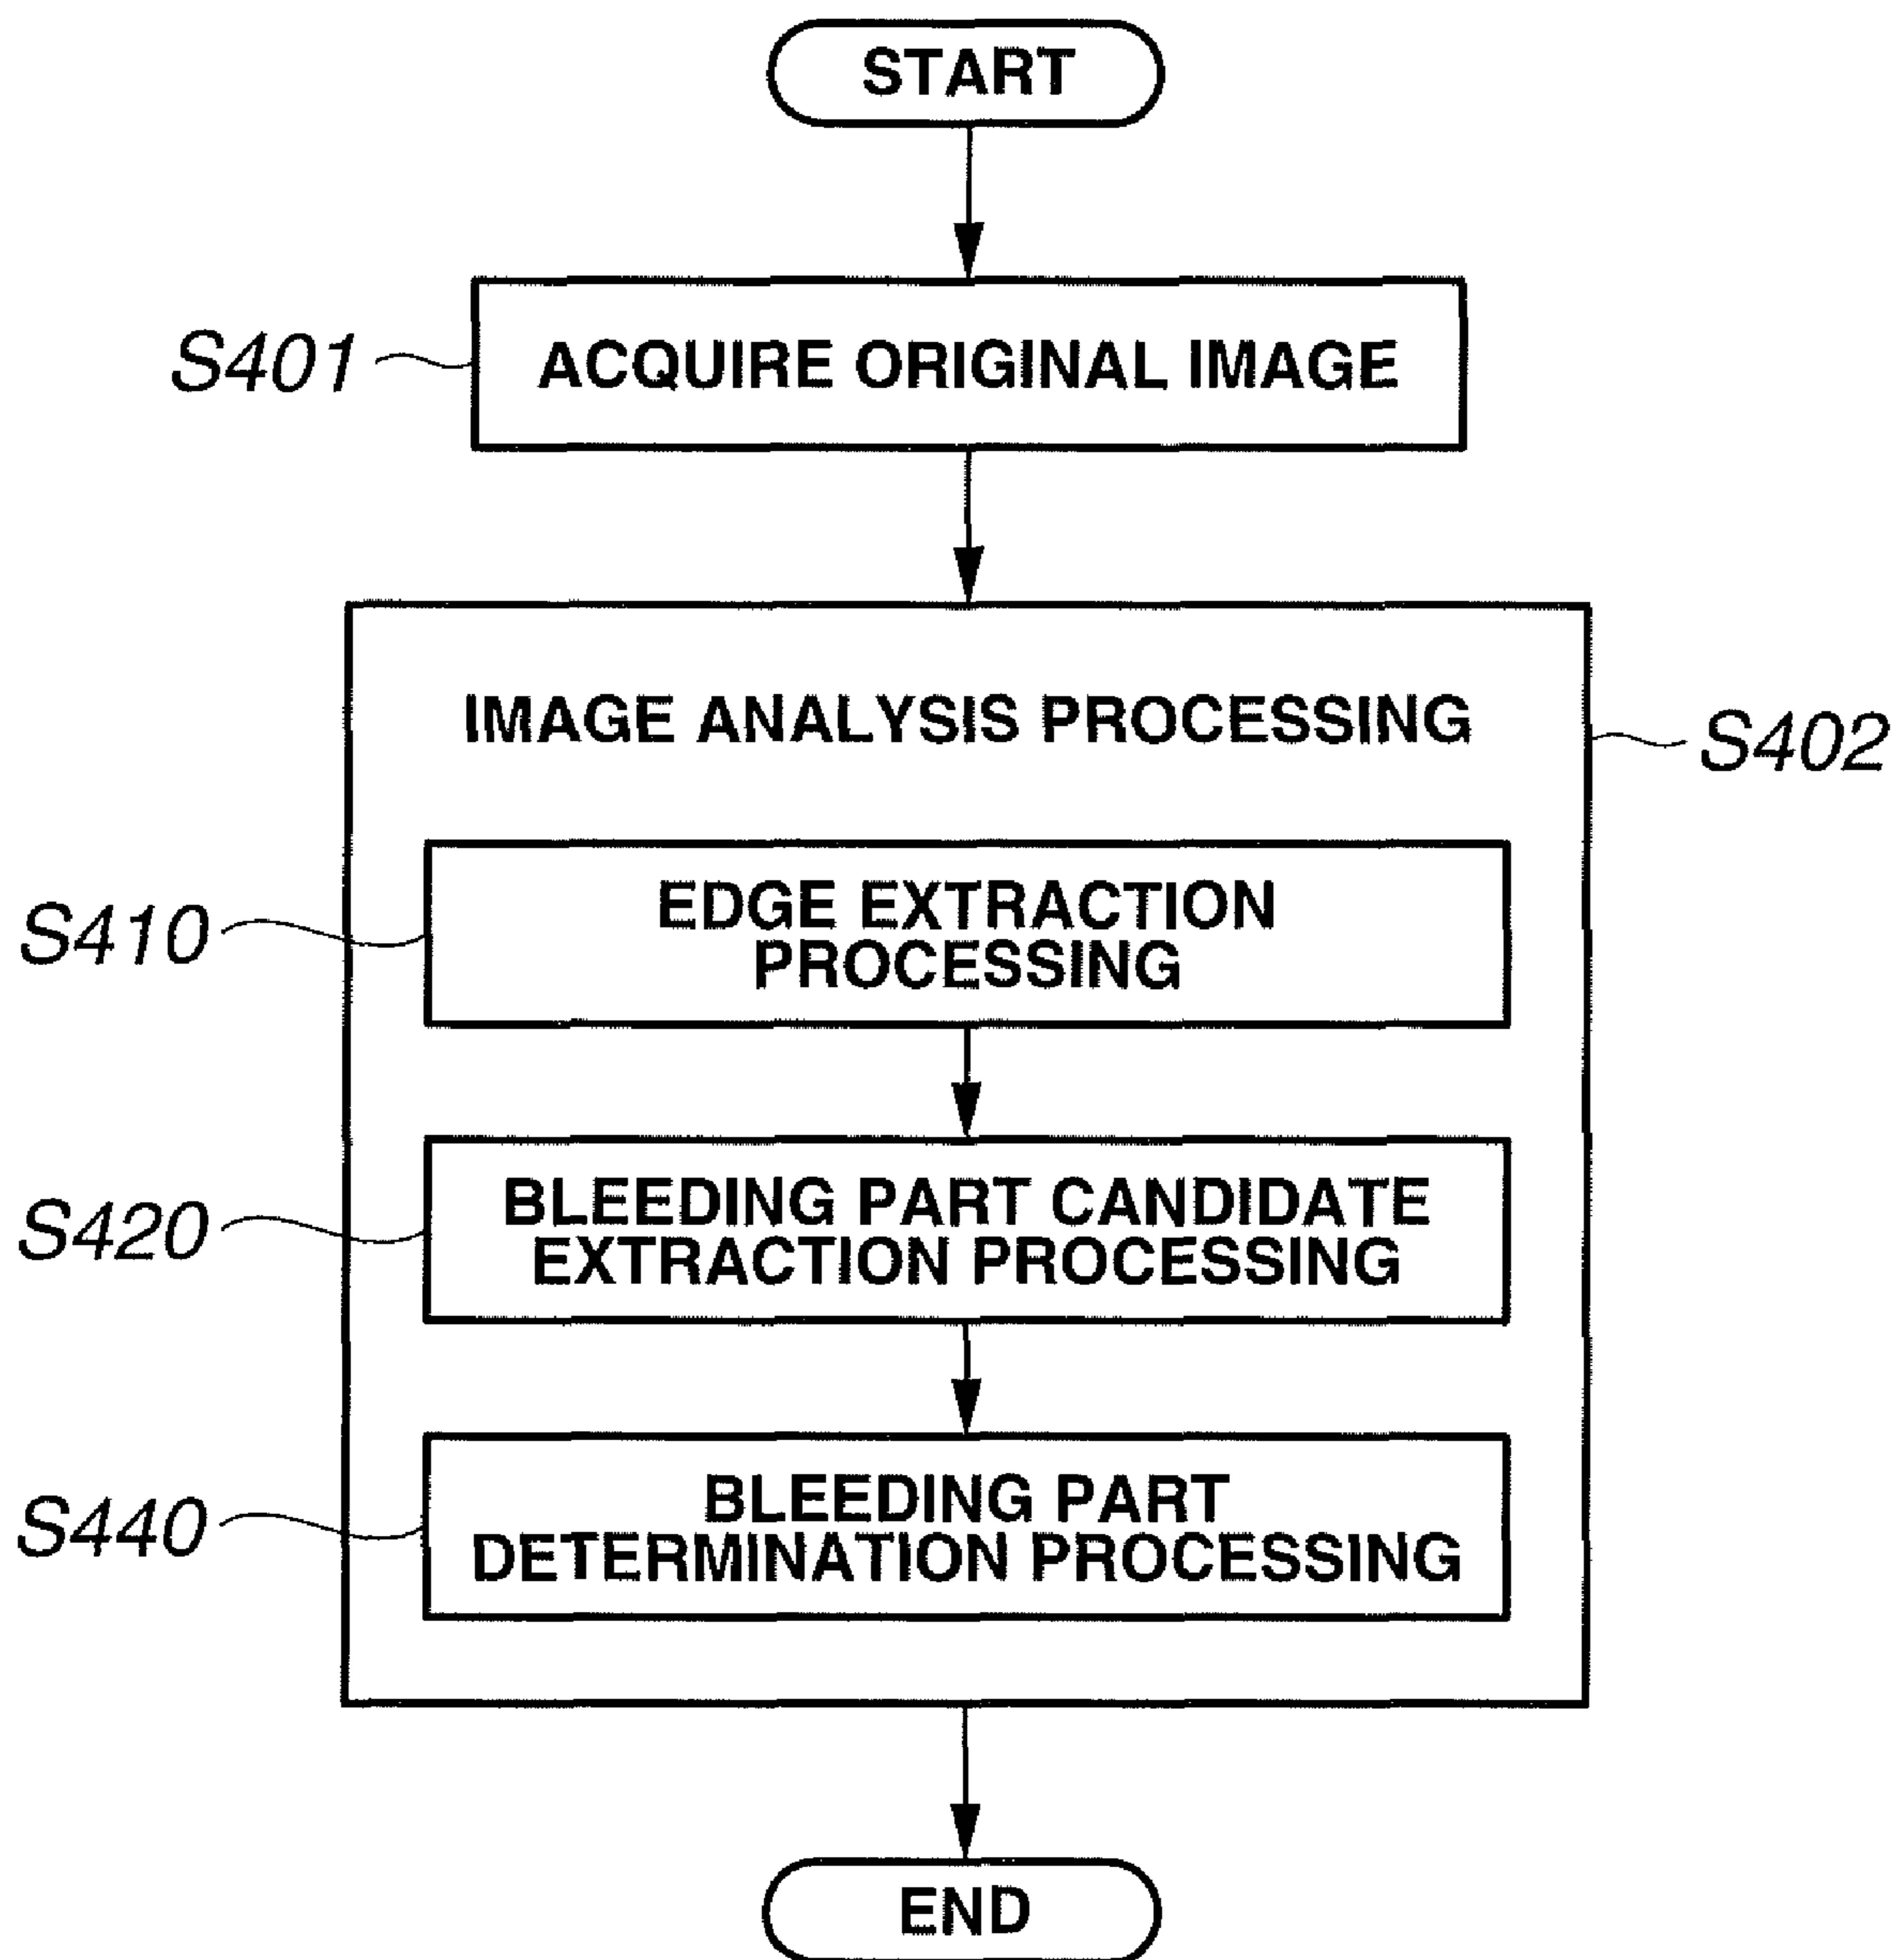 START
S401
ACQUIRE ORIGINAL IMAGE
IMAGE ANALYSIS PROCESSING
S402
S410
EDGE EXTRACTION
PROCESSING
S420
BLEEDING PART CANDIDATE
EXTRACTION PROCESSING
S440
BLEEDING PART
DETERMINATION PROCESSING
END